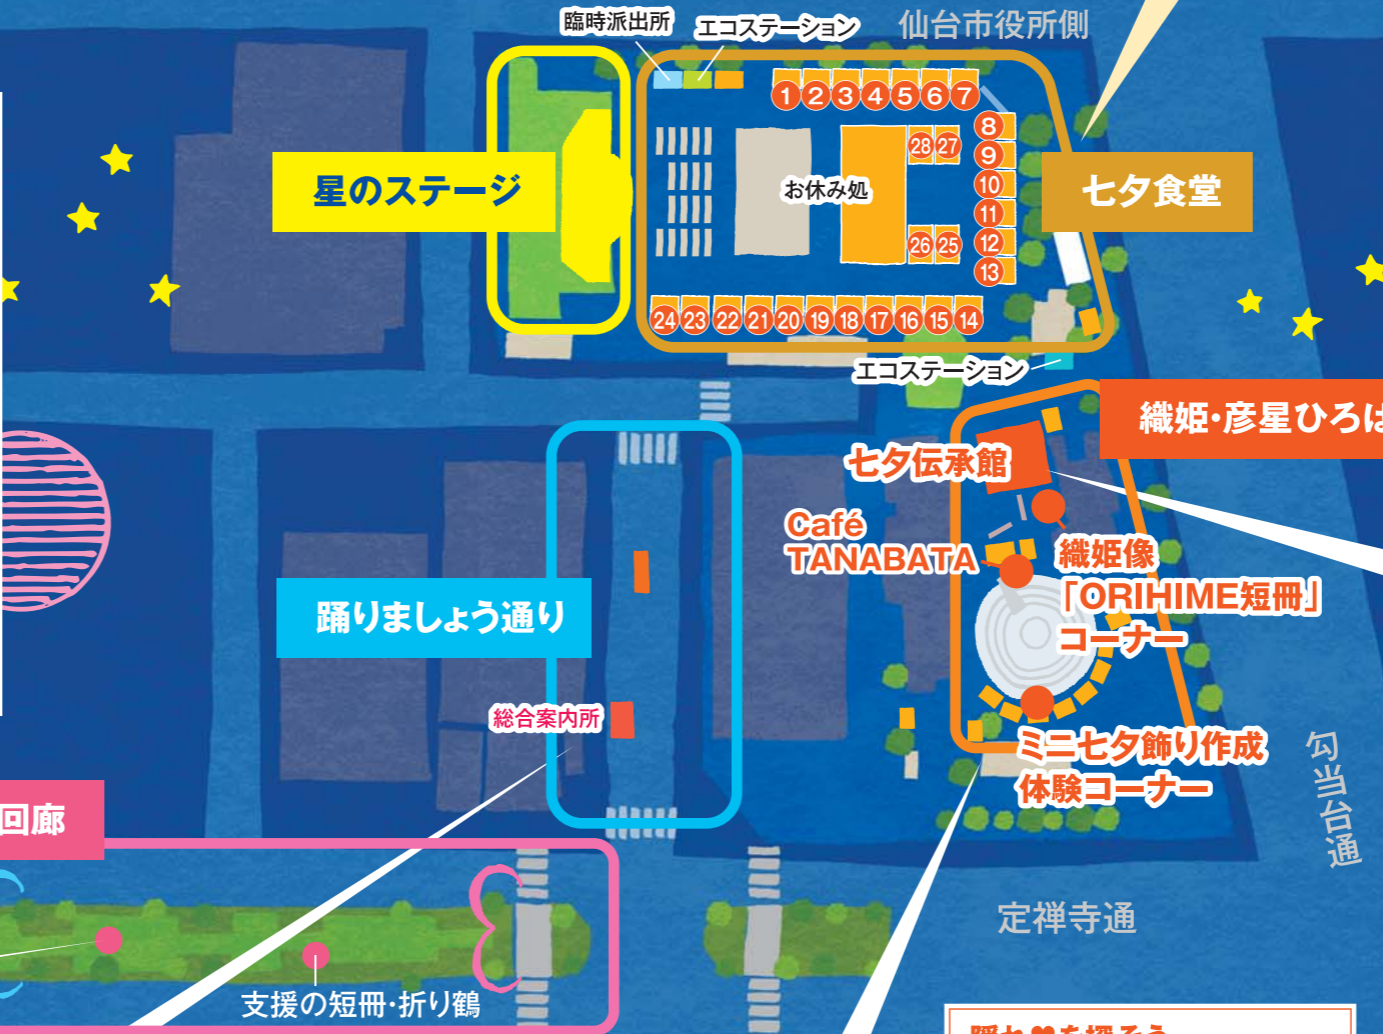 臨時派出所
エコステーション
仙台市役所側
1 2 3 4 5 6 7
8
9
10
11
12
13
28 27
26 25
お休み処
星のステージ
七夕食堂
24 23 22 21 20 19 18 17 16 15 14
エコステーション
織姫・彦星ひろ
七夕伝承館
Café
TANABATA
織姫像
「ORIHIME短冊」
コーナー
踊りましょう通り
総合案内所
ミニ七夕飾り作成
体験コーナー
勾当台通
回廊
定禅寺通
支援の短冊・折り鶴